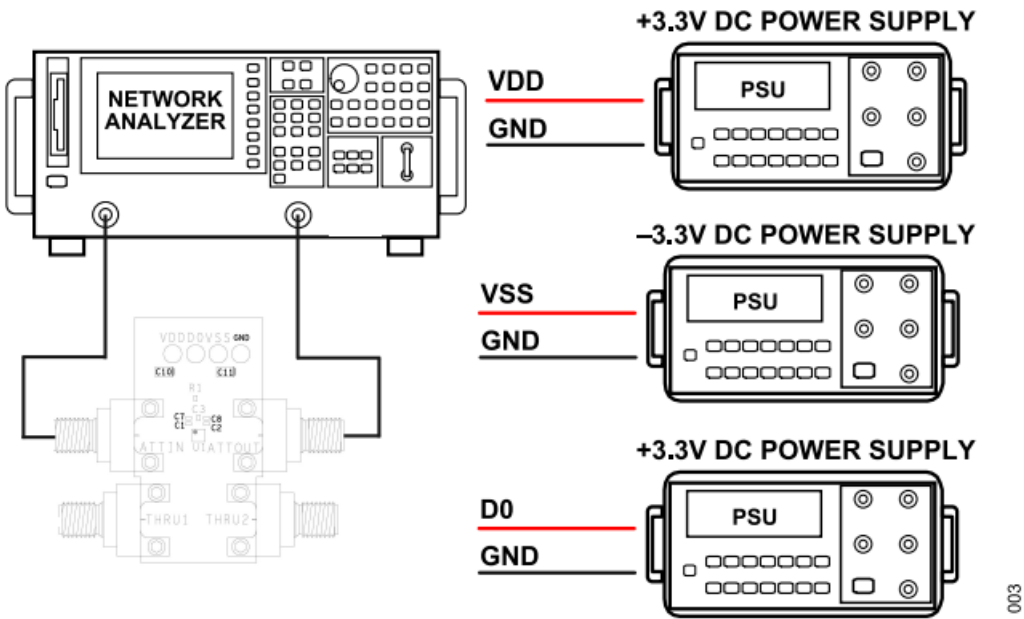 +3.3V DC POWER SUPPLY
NETWORK
ANALYZER
VDD
PSU
GND
–3.3V DC POWER SUPPLY
VSS
PSU
GND
VDD D0 VSS GND
C10
C11
R1
C3
C7
C8
C1
C2
ATTIN U1 ATTOUT
+3.3V DC POWER SUPPLY
D0
PSU
GND
THRU1
THRU2
003